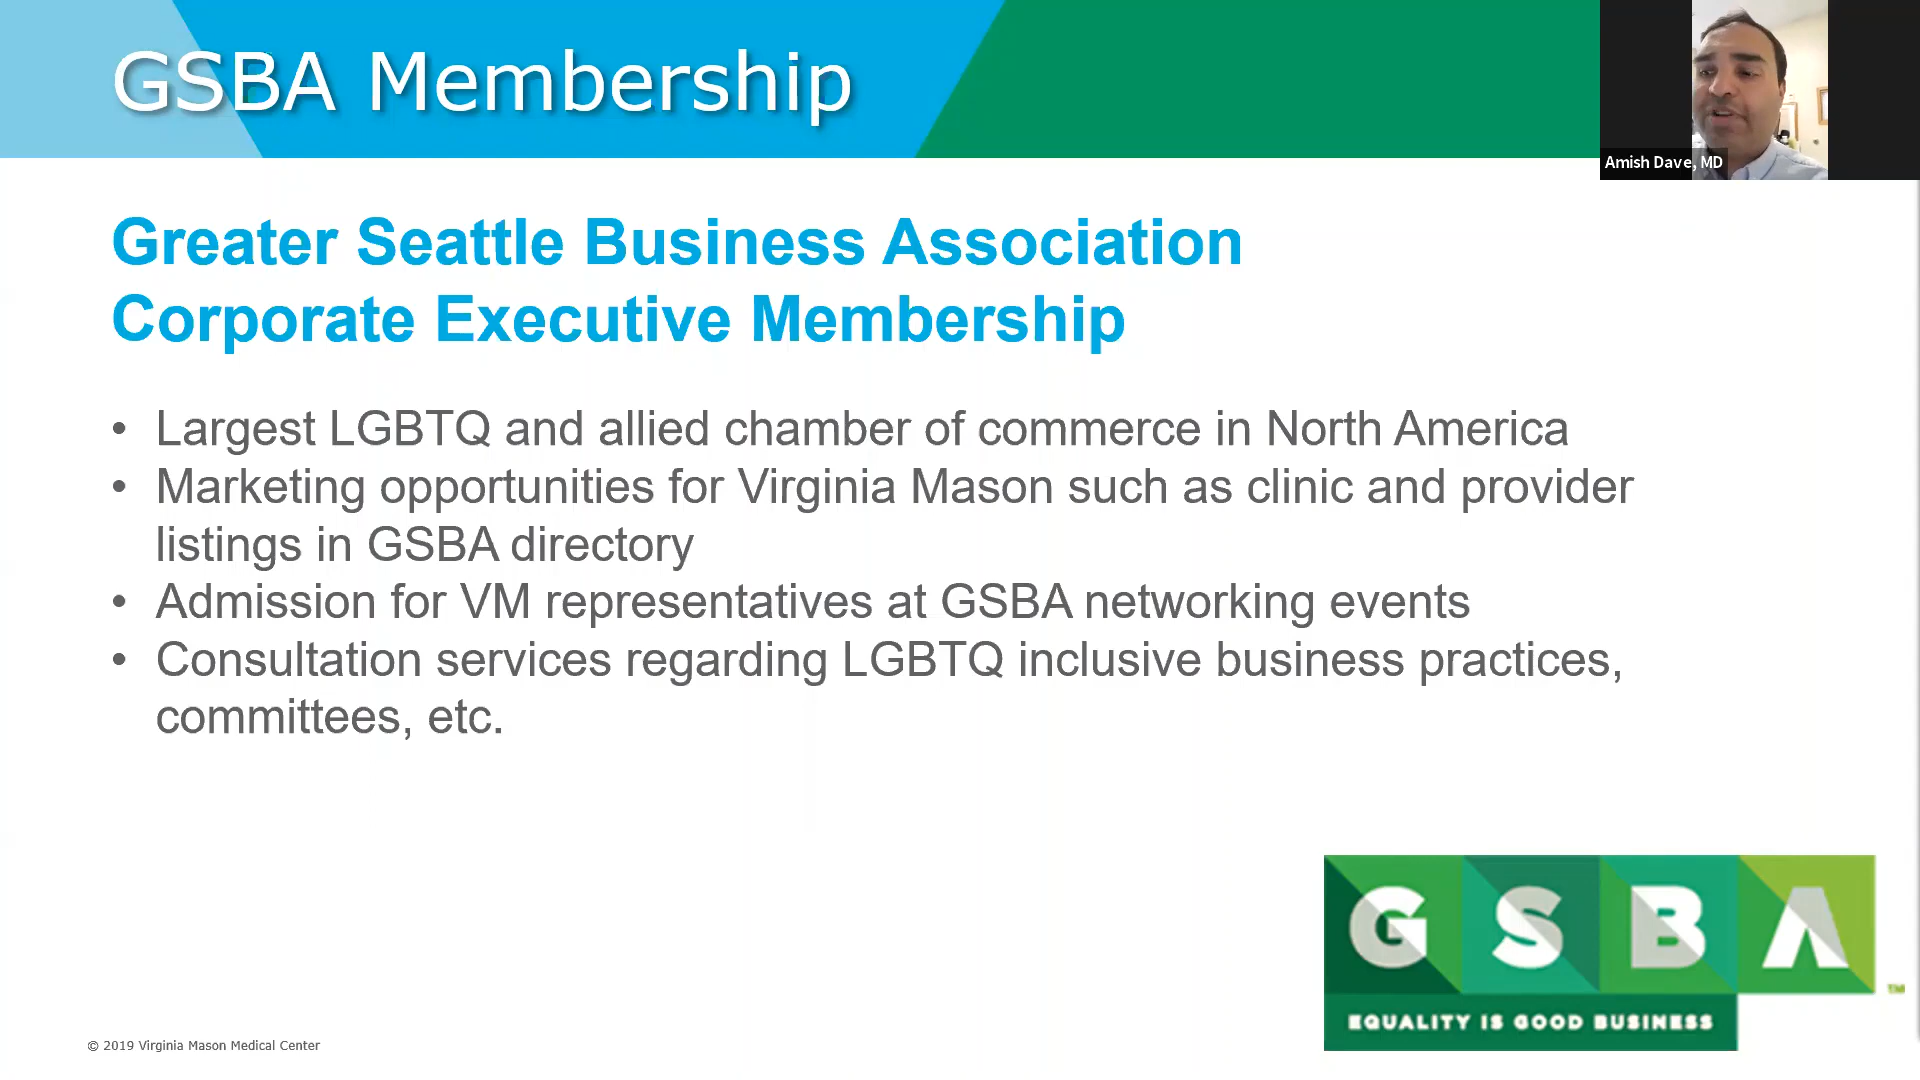 GSBA Membership
Amish Dave, MD
Greater Seattle Business Association
Corporate Executive Membership
• Largest LGBTQ and allied chamber of commerce in North America
• Marketing opportunities for Virginia Mason such as clinic and provider
listings in GSBA directory
• Admission for VM representatives at GSBA networking events
• Consultation services regarding LGBTQ inclusive business practices,
committees, etc.
GSBA ™
EQUALITY IS GOOD BUSINESS
© 2019 Virginia Mason Medical Center